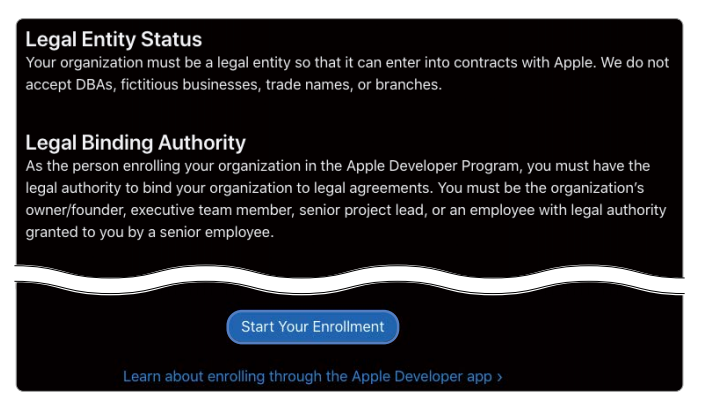 Legal Entity Status
Your organization must be a legal entity so that it can enter into contracts with Apple. We do not
accept DBAs, fictitious businesses, trade names, or branches.
Legal Binding Authority
As the person enrolling your organization in the Apple Developer Program, you must have the
legal authority to bind your organization to legal agreements. You must be the organization’s
owner/founder, executive team member, senior project lead, or an employee with legal authority
granted to you by a senior employee.
Start Your Enrollment
Learn about enrolling through the Apple Developer app ›